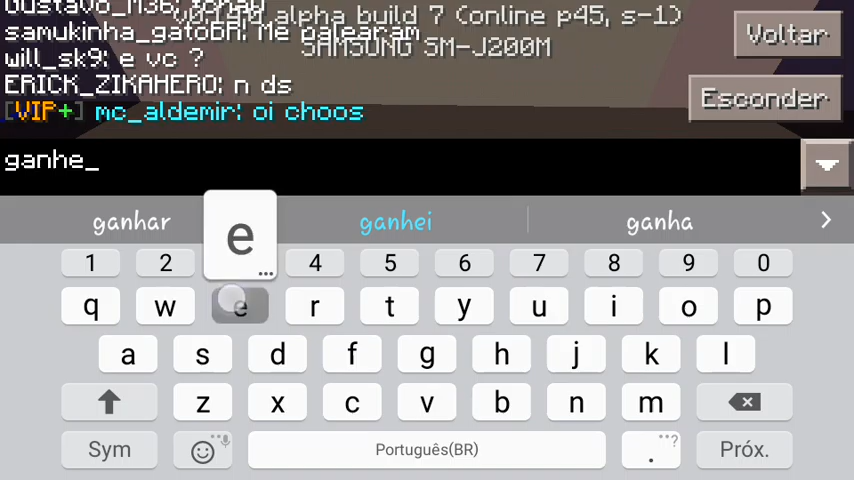 Gustavo_M36:
v0.14.0 alpha build 7 (online p45, s-1)
samukinha_gatoBR: Me
SAMSUNG SM-J200M
will_sk9: e vc ?
ERICK_ZIKAHERO: n ds
[VIP+] mc_aldemir: oi choos
Voltar
Esconder
ganhe_
ganhar
ganhei
ganha
e
1 2 4 5 6 7 8 9 0
q w e r t y u i o p
a s d f g h j k l
z x c v b n m
Sym
Português(BR)
. ...?
Próx.